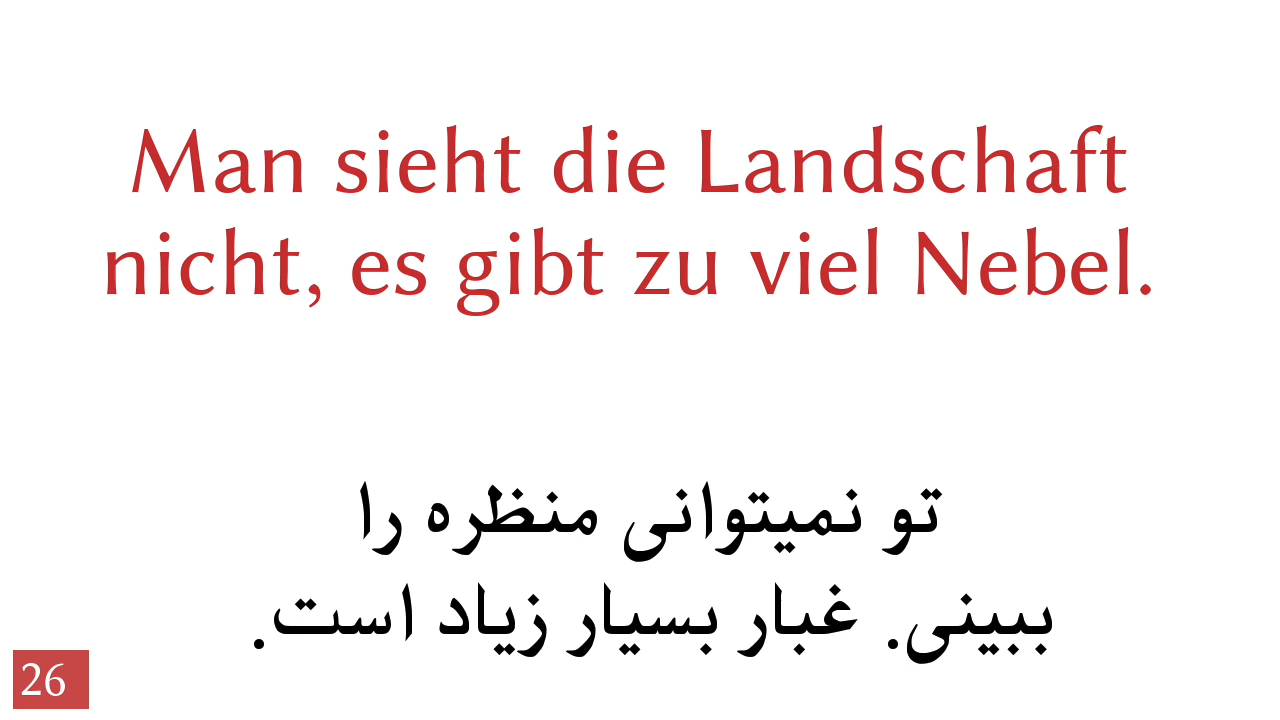 Man sieht die Landschaft
nicht, es gibt zu viel Nebel.
تو نمیتوانی منظره را
ببینی. غبار بسیار زیاد است.
26